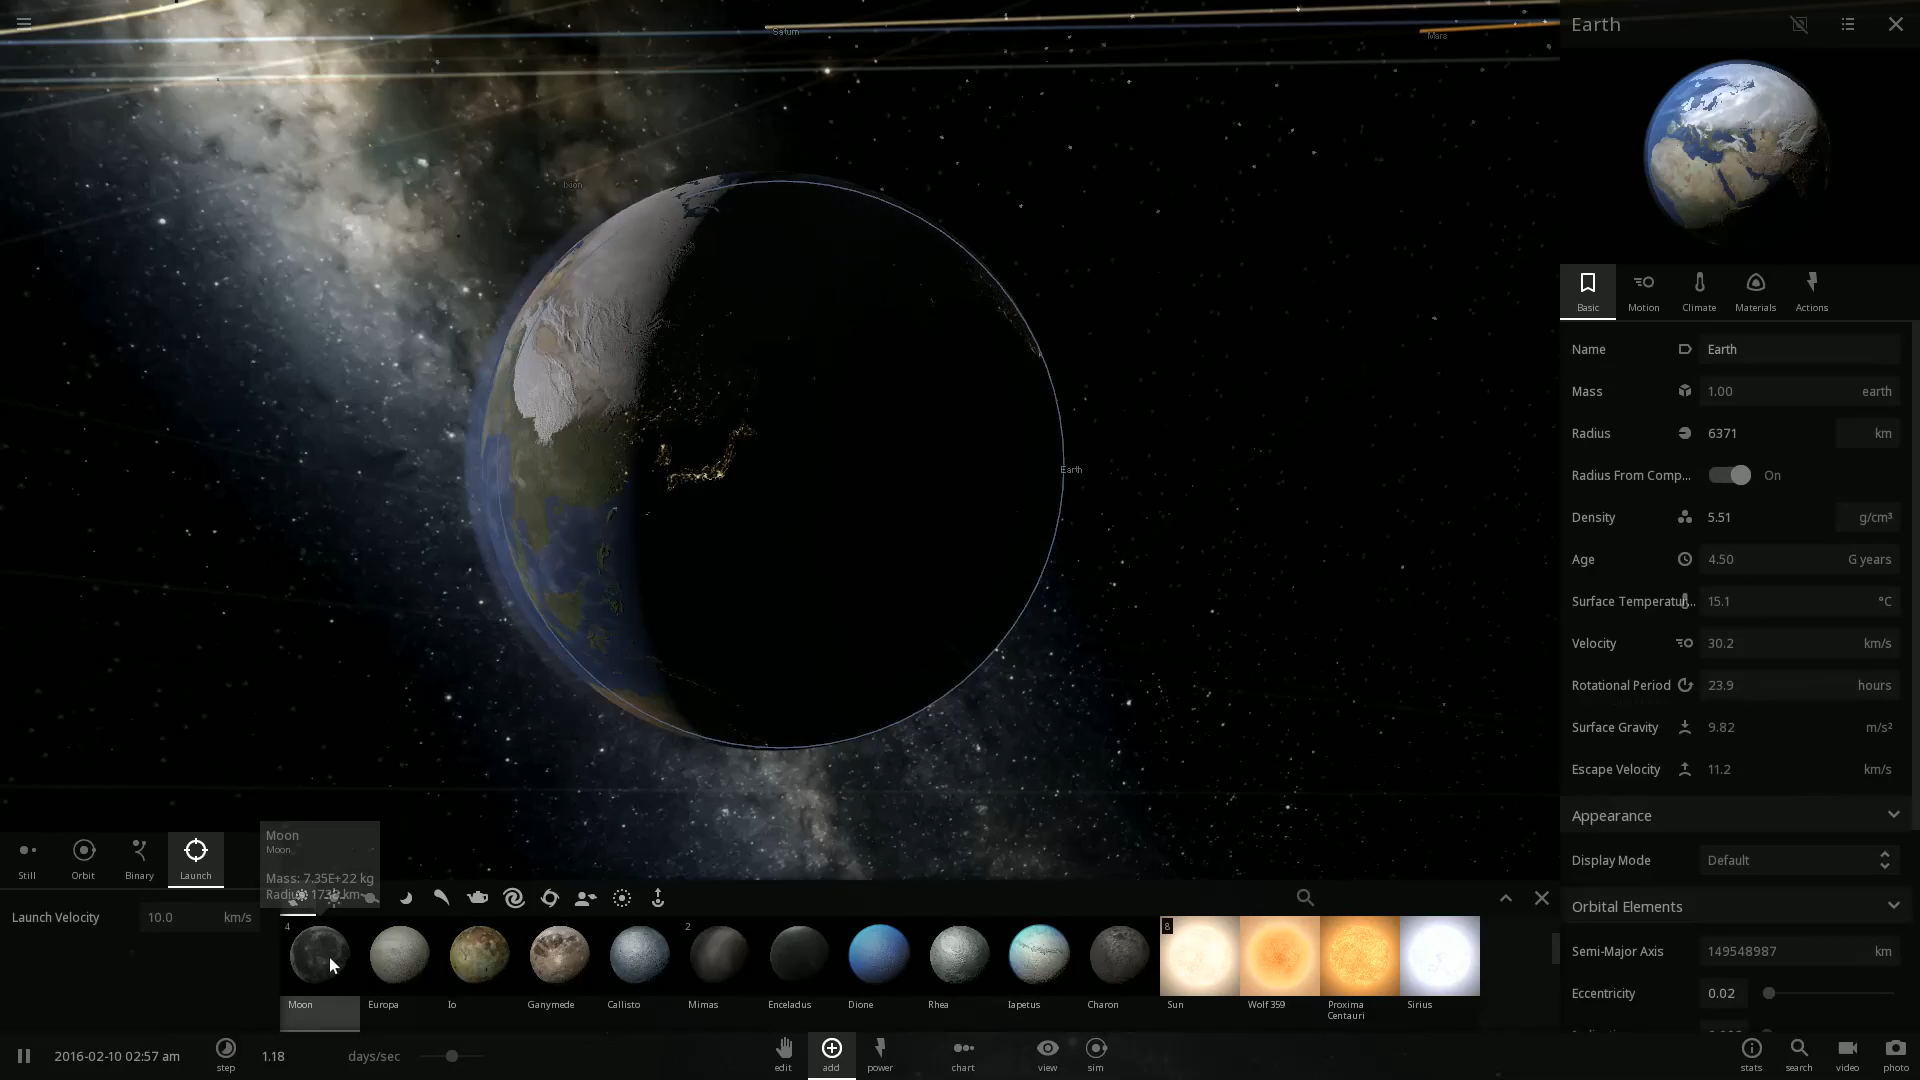 Saturn
Mars
Ixion
Earth
Earth
Basic
Motion
Climate
Materials
Actions
Name
Earth
Mass
1.00
earth
Radius
6371
km
Radius From Comp...
On
Density
5.51
g/cm³
Age
4.50
G years
Surface Temperatur...
15.1
°C
Velocity
30.2
km/s
Rotational Period
23.9
hours
Surface Gravity
9.82
m/s²
Escape Velocity
11.2
km/s
Appearance
Display Mode
Default
Orbital Elements
Semi-Major Axis
149548987
km
Eccentricity
0.02
Still
Orbit
Binary
Launch
Launch Velocity
10.0
km/s
Moon
Moon
Mass: 7.35E+22 kg
4
2
8
Moon
Europa
Io
Ganymede
Callisto
Mimas
Enceladus
Dione
Rhea
Iapetus
Charon
Sun
Wolf 359
Proxima
Centauri
Sirius
2016-02-10 02:57 am
step
1.18
days/sec
edit
add
power
chart
view
sim
stats
search
video
photo